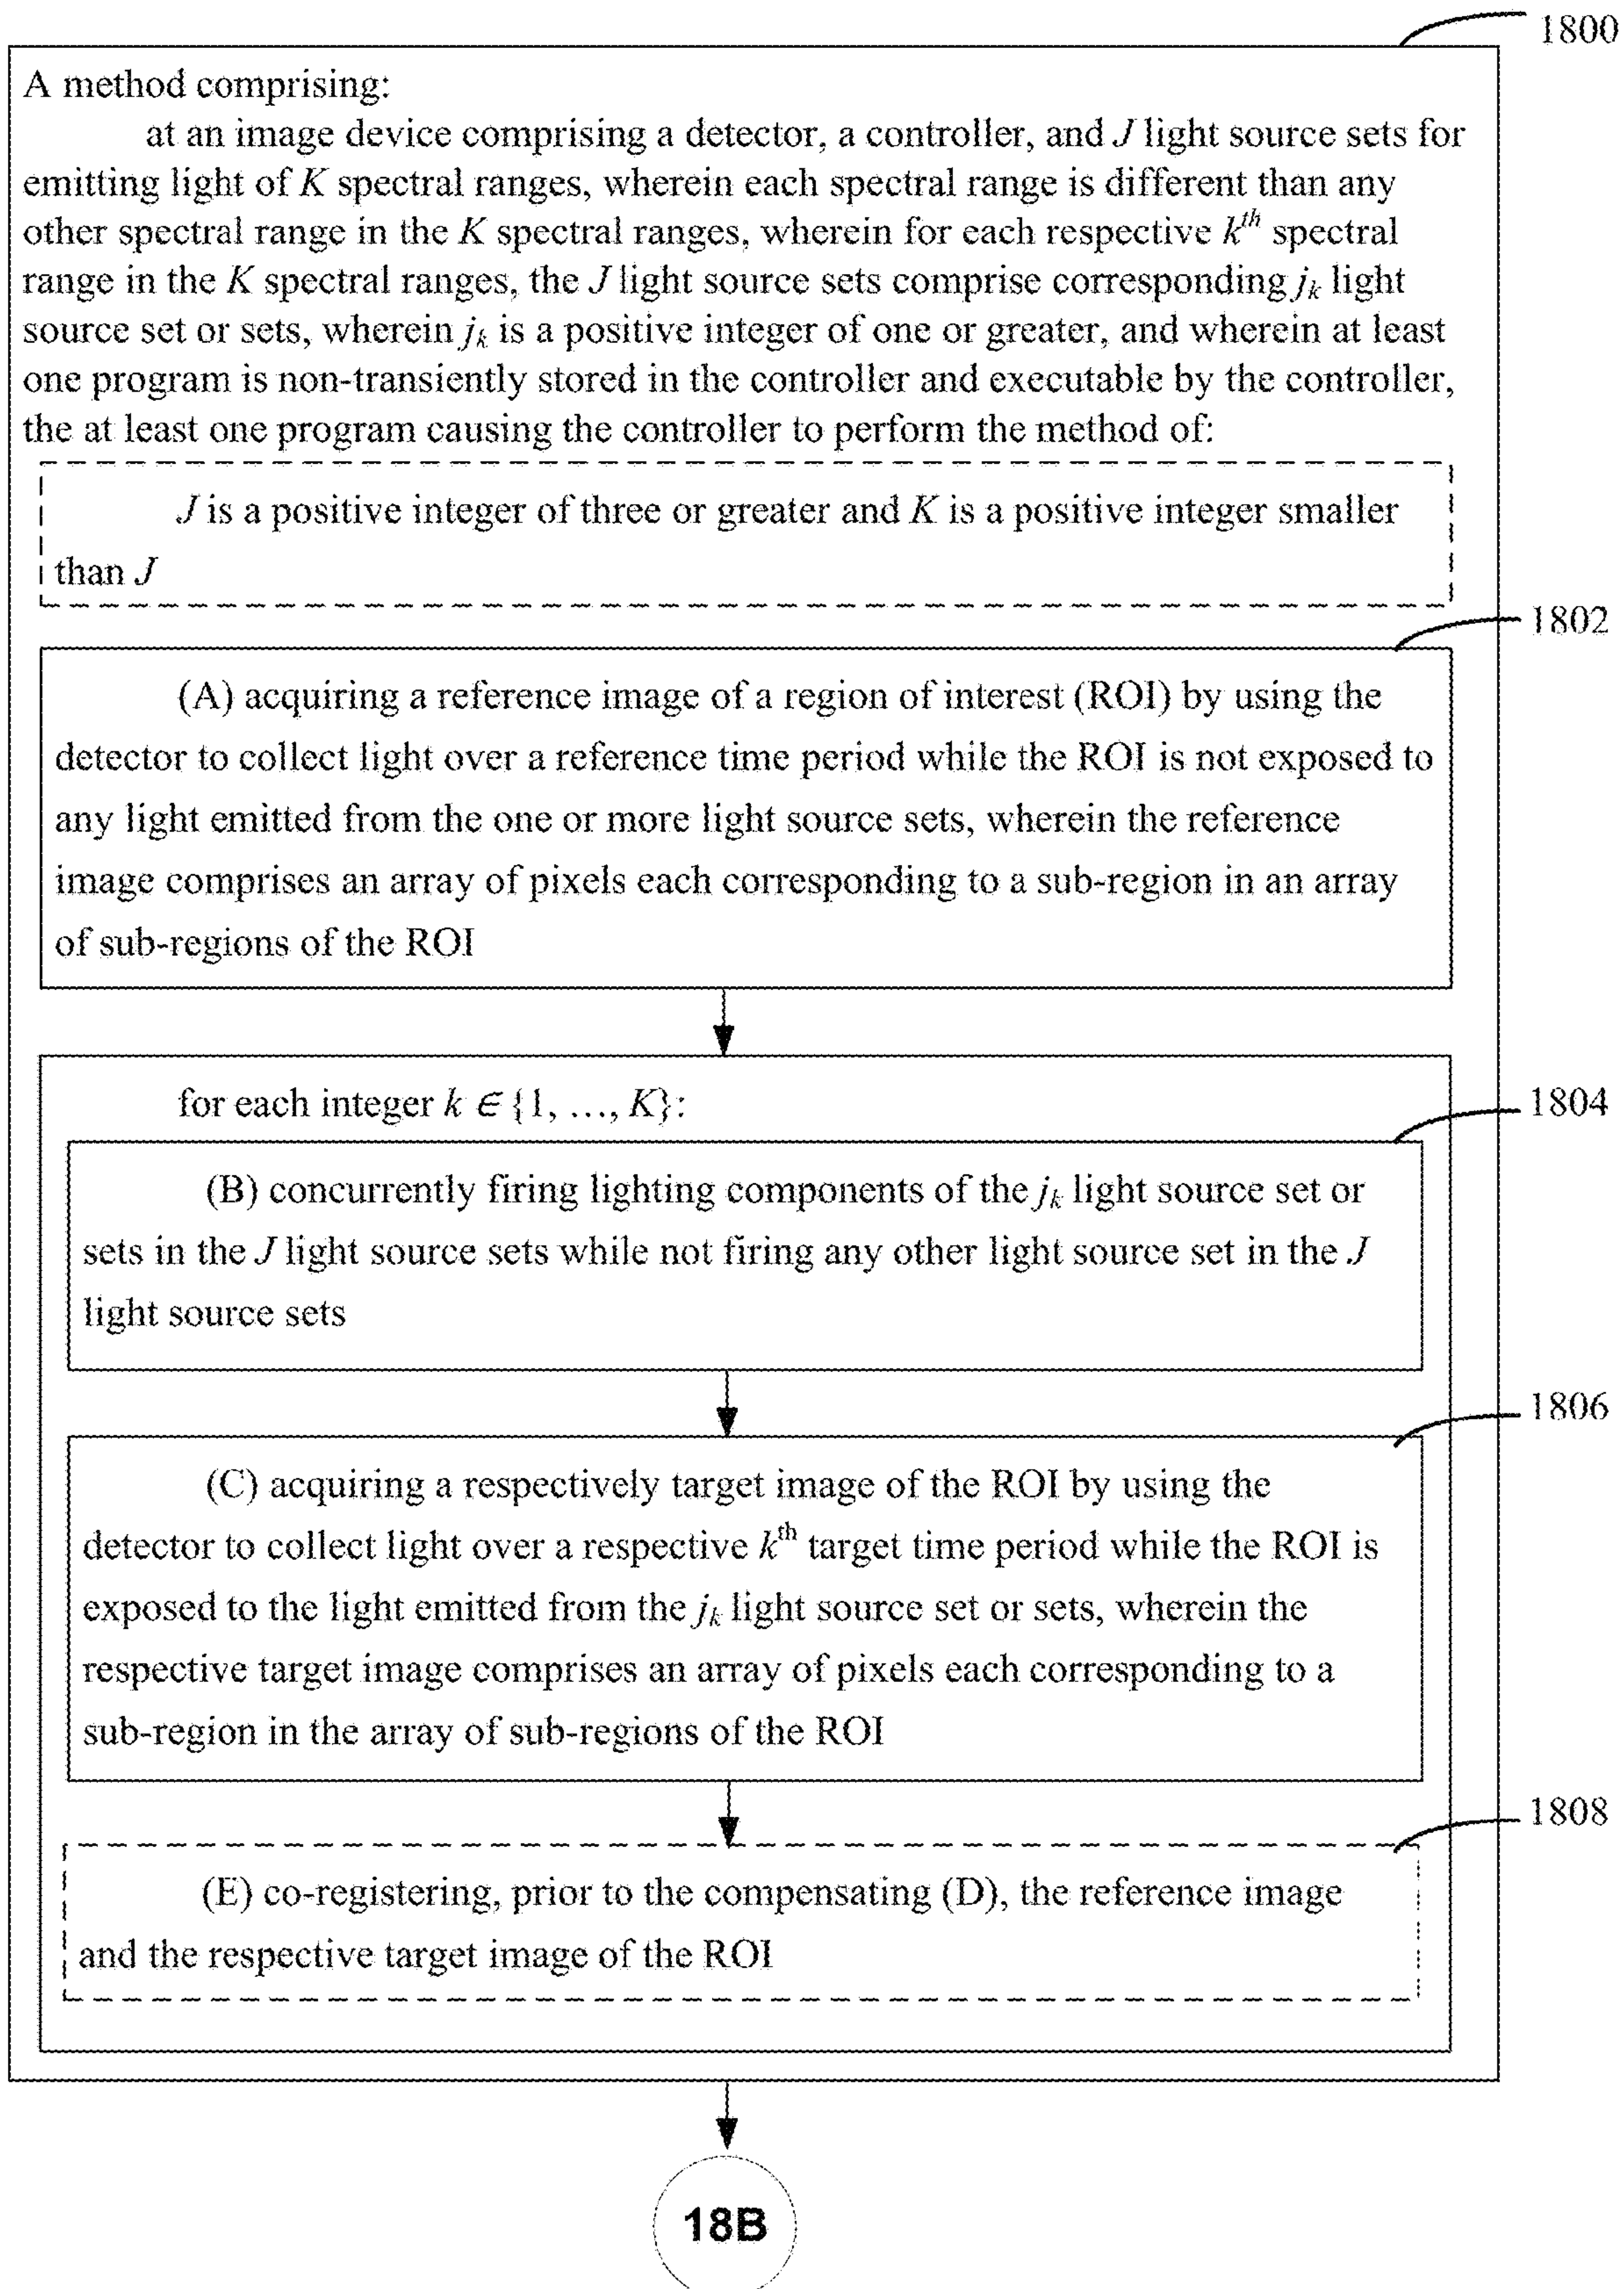 1800
A method comprising:
at an image device comprising a detector, a controller, and J light source sets for
emitting light of K spectral ranges, wherein each spectral range is different than any
other spectral range in the K spectral ranges, wherein for each respective kth spectral
range in the K spectral ranges, the J light source sets comprise corresponding jk light
source set or sets, wherein jk is a positive integer of one or greater, and wherein at least
one program is non-transiently stored in the controller and executable by the controller,
the at least one program causing the controller to perform the method of:
J is a positive integer of three or greater and K is a positive integer smaller
than J
1802
(A) acquiring a reference image of a region of interest (ROI) by using the
detector to collect light over a reference time period while the ROI is not exposed to
any light emitted from the one or more light source sets, wherein the reference
image comprises an array of pixels each corresponding to a sub-region in an array
of sub-regions of the ROI
for each integer k ∈ {1, ..., K}:
1804
(B) concurrently firing lighting components of the jk light source set or
sets in the J light source sets while not firing any other light source set in the J
light source sets
1806
(C) acquiring a respectively target image of the ROI by using the
detector to collect light over a respective kth target time period while the ROI is
exposed to the light emitted from the jk light source set or sets, wherein the
respective target image comprises an array of pixels each corresponding to a
sub-region in the array of sub-regions of the ROI
1808
(E) co-registering, prior to the compensating (D), the reference image
and the respective target image of the ROI
18B